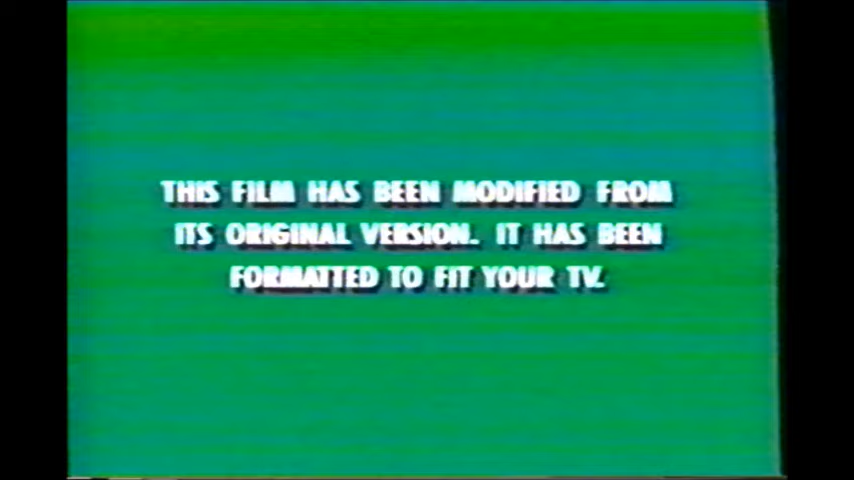 THIS FILM HAS BEEN MODIFIED FROM
ITS ORIGINAL VERSION. IT HAS BEEN
FORMATTED TO FIT YOUR TV.